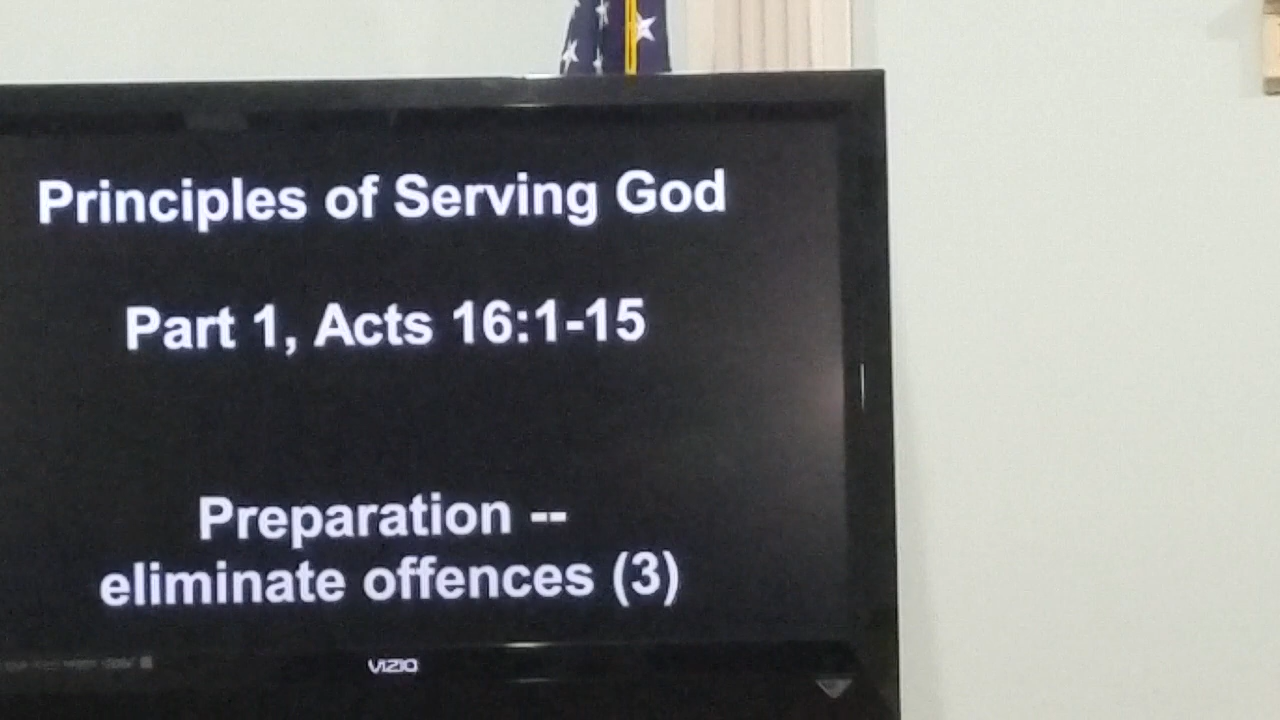 Principles of Serving God
Part 1, Acts 16:1-15
Preparation --
eliminate offences (3)
VIZIO